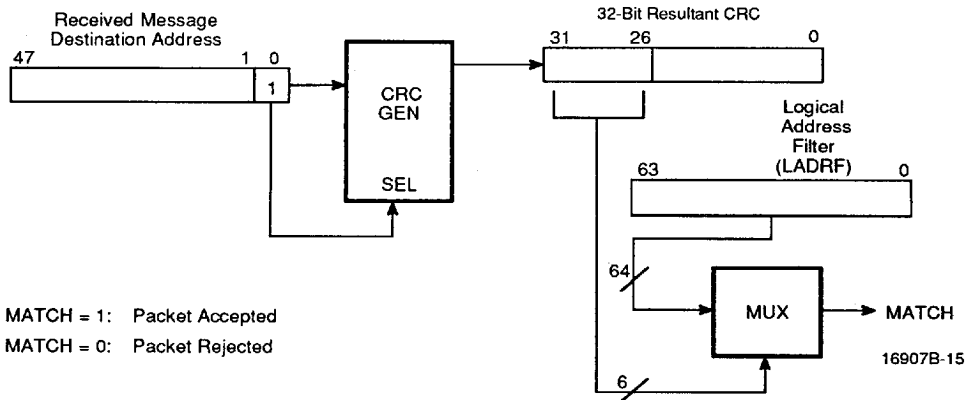 Received Message
Destination Address
47
1
0
1
CRC
GEN
SEL
32-Bit Resultant CRC
31
26
0
Logical
Address
Filter
(LADRF)
63
0
64
MUX
MATCH
6
MATCH = 1: Packet Accepted
MATCH = 0: Packet Rejected
16907B-15